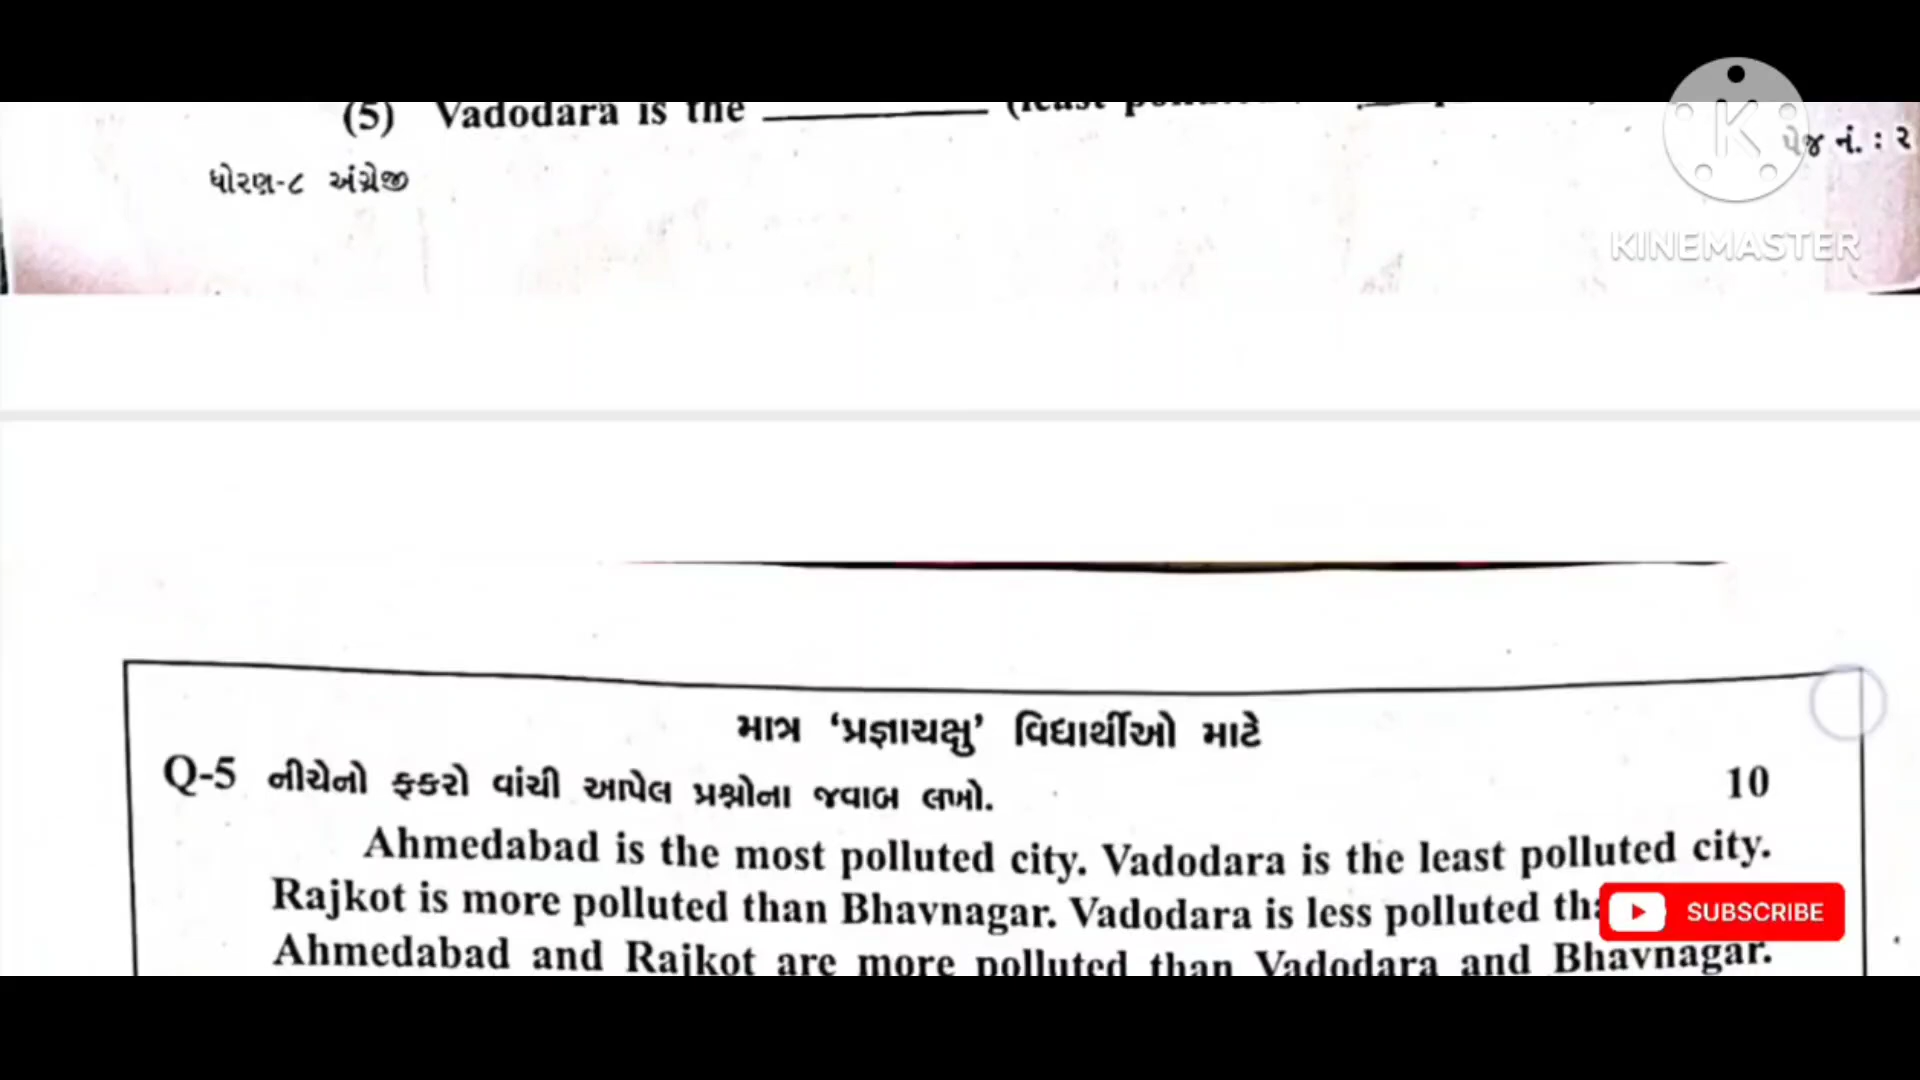 (5) Vadodara is the ________ (least
પેજ નં. : ૨
ધોરણ-૮ અંગ્રેજી
KINEMASTER
માત્ર ‘પ્રજ્ઞાચક્ષુ’ વિદ્યાર્થીઓ માટે
Q-5 નીચેનો ફકરો વાંચી આપેલ પ્રશ્નોના જવાબ લખો. 10
Ahmedabad is the most polluted city. Vadodara is the least polluted city.
Rajkot is more polluted than Bhavnagar. Vadodara is less polluted
SUBSCRIBE
Ahmedabad and Rajkot are more polluted than Vadodara and Bhavnagar.